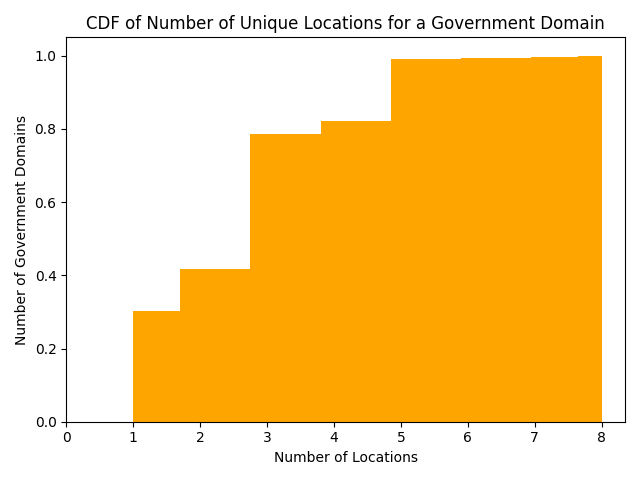 CDF of Number of Unique Locations for a Government Domain
1.0
0.8
0.6
0.4
0.2
0.0
Number of Government Domains
0 1 2 3 4 5 6 7 8
Number of Locations